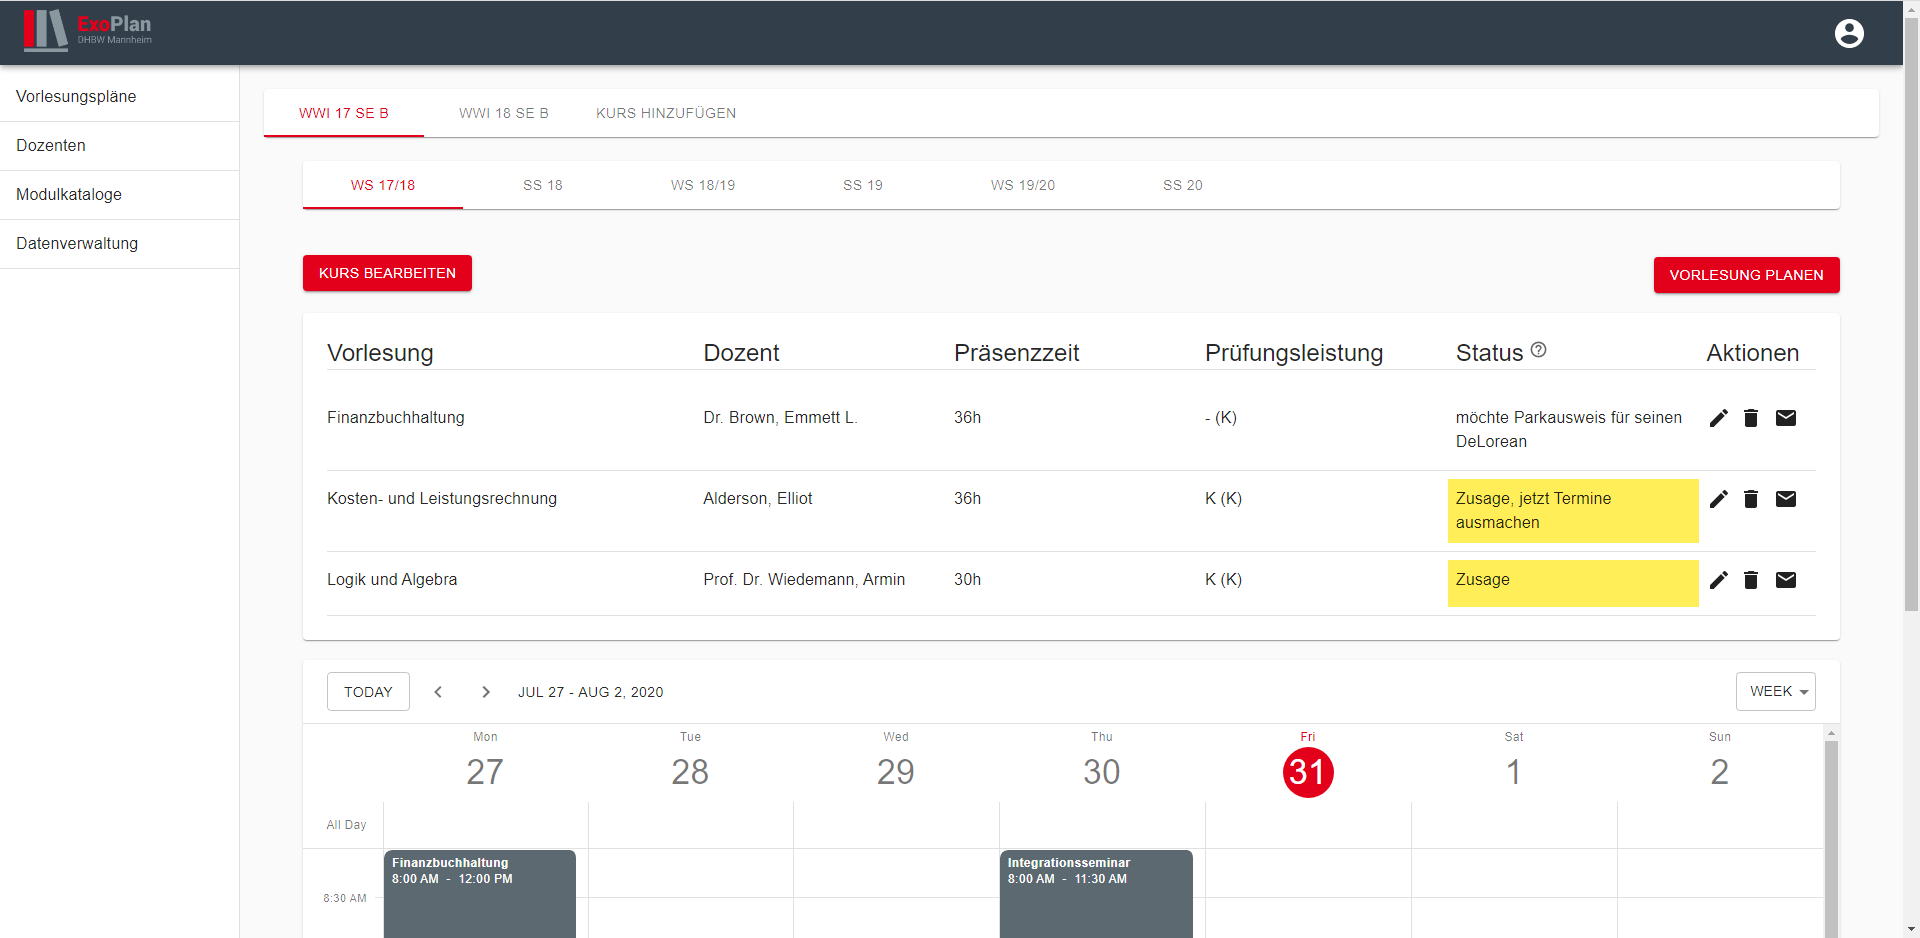 ExoPlan
DHBW Mannheim
Vorlesungspläne
Dozenten
Modulkataloge
Datenverwaltung
WWI 17 SE B WWI 18 SE B KURS HINZUFÜGEN
WS 17/18 SS 18 WS 18/19 SS 19 WS 19/20 SS 20
KURS BEARBEITEN VORLESUNG PLANEN
Vorlesung Dozent Präsenzzeit Prüfungsleistung Status ? Aktionen
Finanzbuchhaltung Dr. Brown, Emmett L. 36h - (K) möchte Parkausweis für seinen
DeLorean
Kosten- und Leistungsrechnung Alderson, Elliot 36h K (K) Zusage, jetzt Termine
ausmachen
Logik und Algebra Prof. Dr. Wiedemann, Armin 30h K (K) Zusage
TODAY JUL 27 - AUG 2, 2020 WEEK
Mon Tue Wed Thu Fri Sat Sun
27 28 29 30 31 1 2
All Day
Finanzbuchhaltung Integrationsseminar
8:00 AM - 12:00 PM 8:00 AM - 11:30 AM
8:30 AM